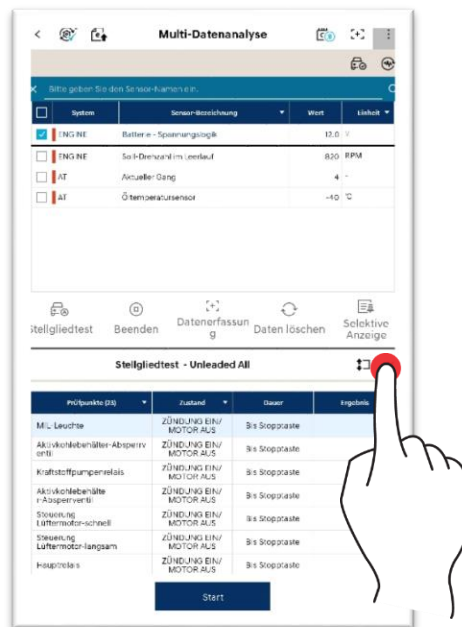 Multi-Datenanalyse
Bitte geben Sie den Sensor-Namen ein.
System Sensor-Bezeichnung Wert Einheit
ENGINE Batterie - Spannungslogik 12.0 V
ENGINE Soll-Drehzahl im Leerlauf 820 RPM
AT Aktueller Gang 4 -
AT Öltemperatursensor -40 °C
Stellgliedtest Beenden Datenerfassun
g Daten löschen Selektive
Anzeige
Stellgliedtest - Unleaded All
Prüfpunkte (23) Zustand Dauer Ergebnis
MIL-Leuchte ZÜNDUNG EIN/
MOTOR AUS Bis Stopptaste
Aktivkohlebehälter-Absperrv
entil ZÜNDUNG EIN/
MOTOR AUS Bis Stopptaste
Kraftstoffpumpenrelais ZÜNDUNG EIN/
MOTOR AUS Bis Stopptaste
Aktivkohlebehälte
r-Absperrventil ZÜNDUNG EIN/
MOTOR AUS Bis Stopptaste
Steuerung
Lüftermotor-schnell ZÜNDUNG EIN/
MOTOR AUS Bis Stopptaste
Steuerung
Lüftermotor-langsam ZÜNDUNG EIN/
MOTOR AUS Bis Stopptaste
Hauptrelais ZÜNDUNG EIN/
MOTOR AUS Bis Stopptaste
Start